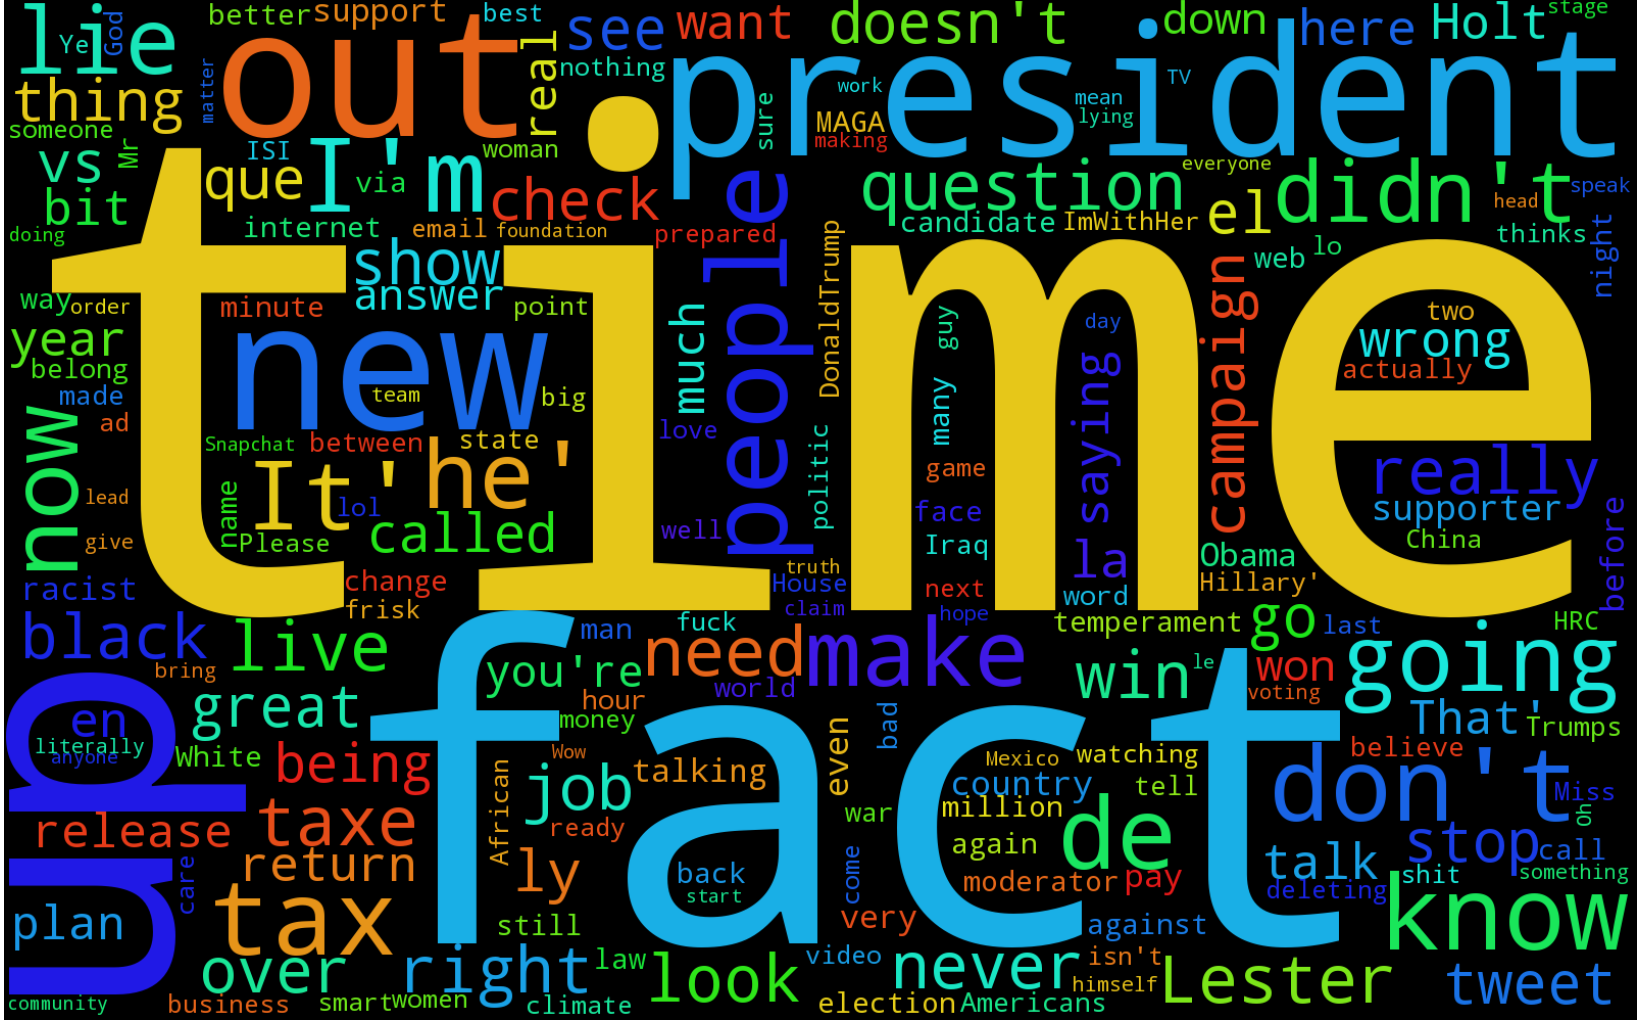 lie
Ye
God
better
support
best
out
real
see
nothing
want
doesn't
down
here
Holt
stage
thing
matter
president
TV
work
mean
lying
sure
MAGA
making
someone
vs
Mr
ISI
que
I'm
via
woman
check
people
question
everyone
didn't
head
speak
bit
doing
internet
email
foundation
prepared
candidate
ImWithHer
el
thinks
night
web
lo
time
show
answer
way
order
minute
point
year
belong
new
team
big
much
DonaldTrump
guy
day
campaign
two
wrong
actually
made
ad
now
Snapchat
between
state
love
many
saying
It'
he'
lol
name
game
really
politic
lead
give
Please
called
well
face
supporter
Iraq
la
Obama
China
before
racist
change
frisk
truth
House
claim
next
hope
word
Hillary'
black
live
fact
man
fuck
need
make
temperament
go
last
HRC
bring
you're
world
win
le
won
voting
going
up
en
great
hour
money
even
bad
That'
Trumps
literally
anyone
White
being
African
Wow
job
talking
Mexico
watching
believe
don't
country
tell
Miss
million
war
release
taxe
ready
again
de
Oh
stop
call
return
care
ly
back
start
come
moderator
pay
talk
deleting
shit
something
plan
tax
still
very
against
know
over
right
law
look
video
never
isn't
himself
Lester
tweet
community
business
smart
women
climate
election
Americans